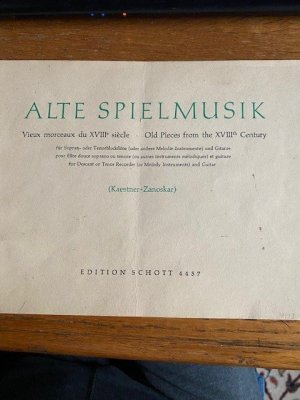 ALTE SPIELMUSIK
Vieux morceaux du XVIIIe siècle · Old Pieces from the XVIIIth Century
für Sopran- oder Tenorblockflöte (oder andere Melodie-Instrumente) und Gitarre
pour flûte douce soprano ou tenore (ou autres instruments mélodiques) et guitare
for Descant or Tenor Recorder (or Melody Instruments) and Guitar
(Kaestner-Zanoskar)
EDITION SCHOTT 4457